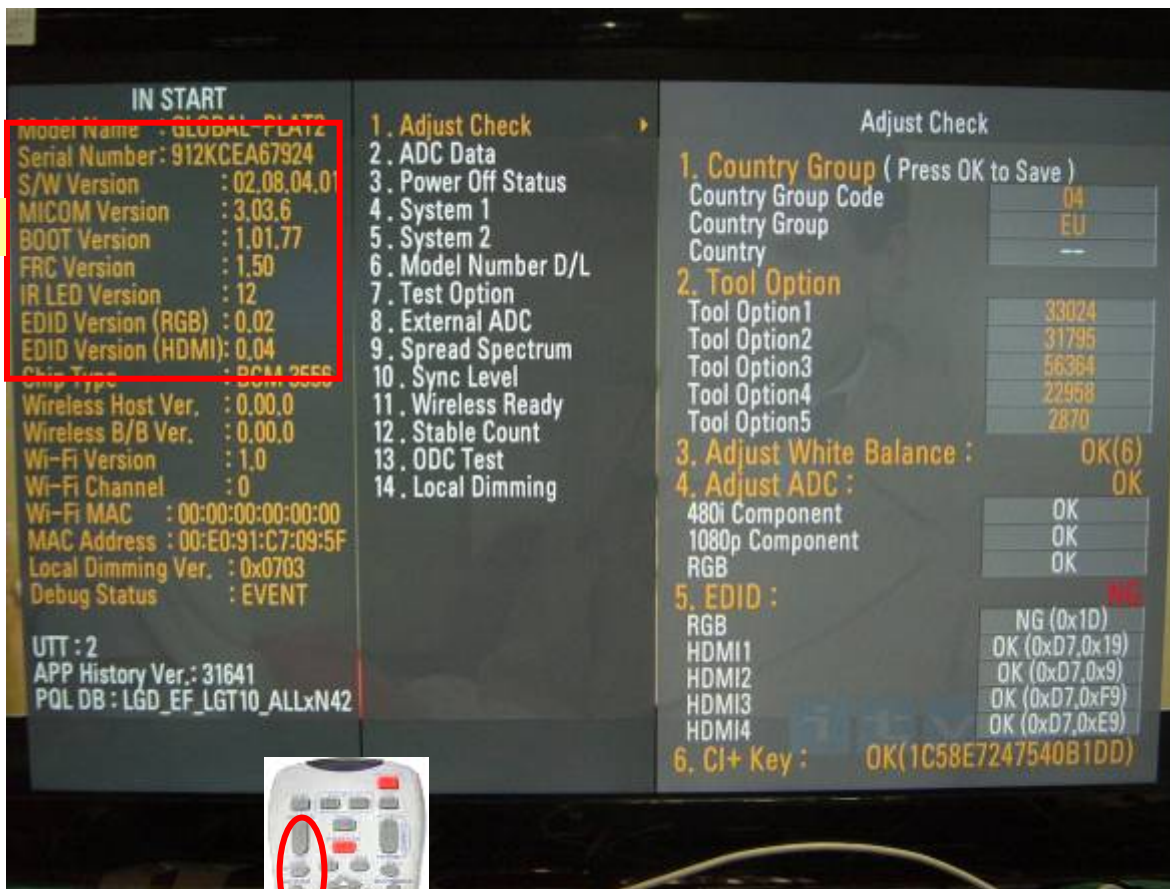 IN START
Model Name : GLOBAL-PLAT2
Serial Number : 912KCEA67924
S/W Version : 02.08.04.01
MICOM Version : 3.03.6
BOOT Version : 1.01.77
FRC Version : 1.50
IR LED Version : 12
EDID Version (RGB) : 0.02
EDID Version (HDMI): 0.04
Chip Type : BCM 3556
Wireless Host Ver. : 0.00.0
Wireless B/B Ver. : 0.00.0
Wi-Fi Version : 1.0
Wi-Fi Channel : 0
Wi-Fi MAC : 00:00:00:00:00:00
MAC Address : 00:E0:91:C7:09:5F
Local Dimming Ver. : 0x0703
Debug Status : EVENT
UTT : 2
APP History Ver.: 31641
PQL DB : LGD_EF_LGT10_ALLxN42
1. Adjust Check
2. ADC Data
3. Power Off Status
4. System 1
5. System 2
6. Model Number D/L
7. Test Option
8. External ADC
9. Spread Spectrum
10. Sync Level
11. Wireless Ready
12. Stable Count
13. ODC Test
14. Local Dimming
Adjust Check
1. Country Group ( Press OK to Save )
Country Group Code 04
Country Group EU
Country --
2. Tool Option
Tool Option1 33024
Tool Option2 31795
Tool Option3 56364
Tool Option4 22958
Tool Option5 2870
3. Adjust White Balance : OK(6)
4. Adjust ADC : OK
480i Component OK
1080p Component OK
RGB OK
5. EDID : NG
RGB NG (0x1D)
HDMI1 OK (0xD7,0x19)
HDMI2 OK (0xD7,0x9)
HDMI3 OK (0xD7,0xF9)
HDMI4 OK (0xD7,0xE9)
6. CI+ Key : OK(1C58E7247540B1DD)